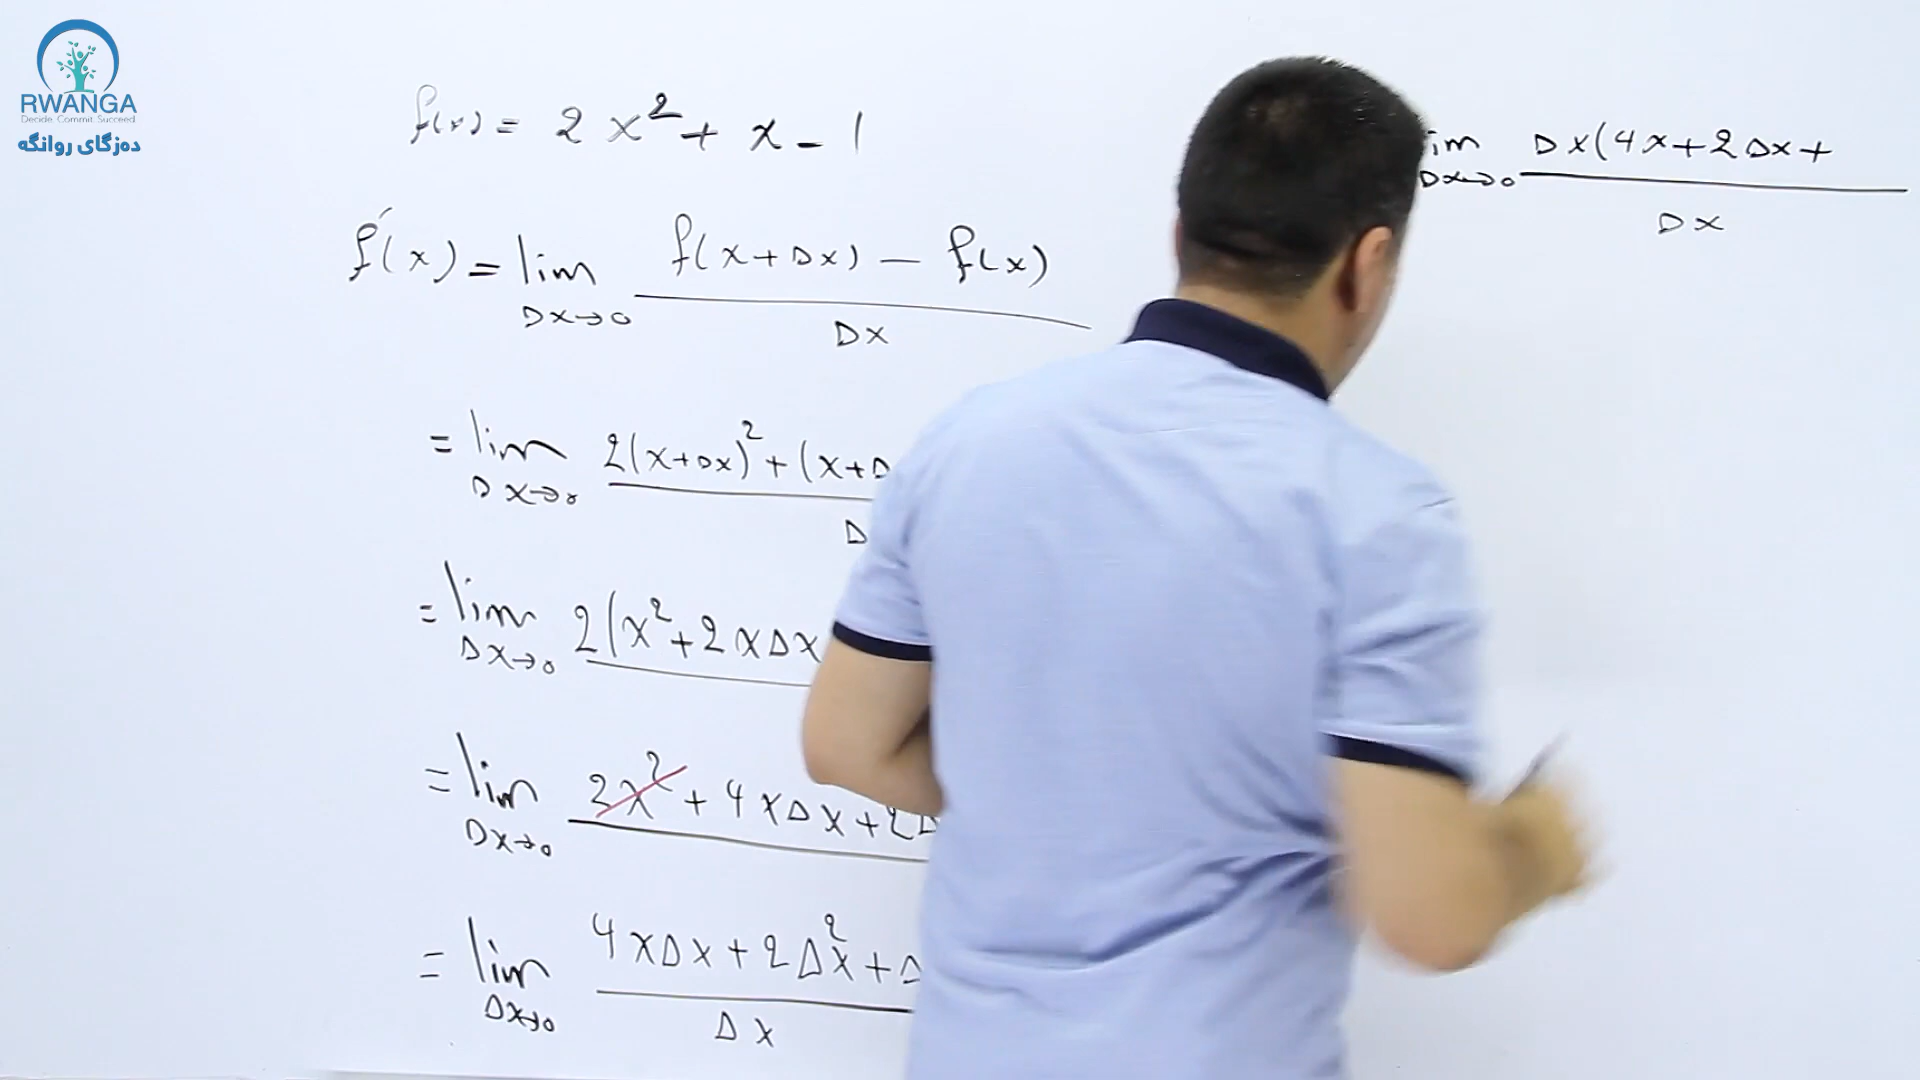 RWANGA
Decide. Commit. Succeed
دەزگای روانگە
f(x) = 2x² + x - 1
f'(x) = lim f(x+Δx) - f(x)
Δx→0
Δx
= lim 2(x+Δx)² + (x+Δ
Δx→0
Δ
= lim 2(x²+2xΔx
Δx→0
= lim 2x² + 4xΔx + 2Δ
Δx→0
= lim 4xΔx + 2Δx² + Δ
Δx→0
Δx
im Δx(4x+2Δx+
Δx→0
Δx